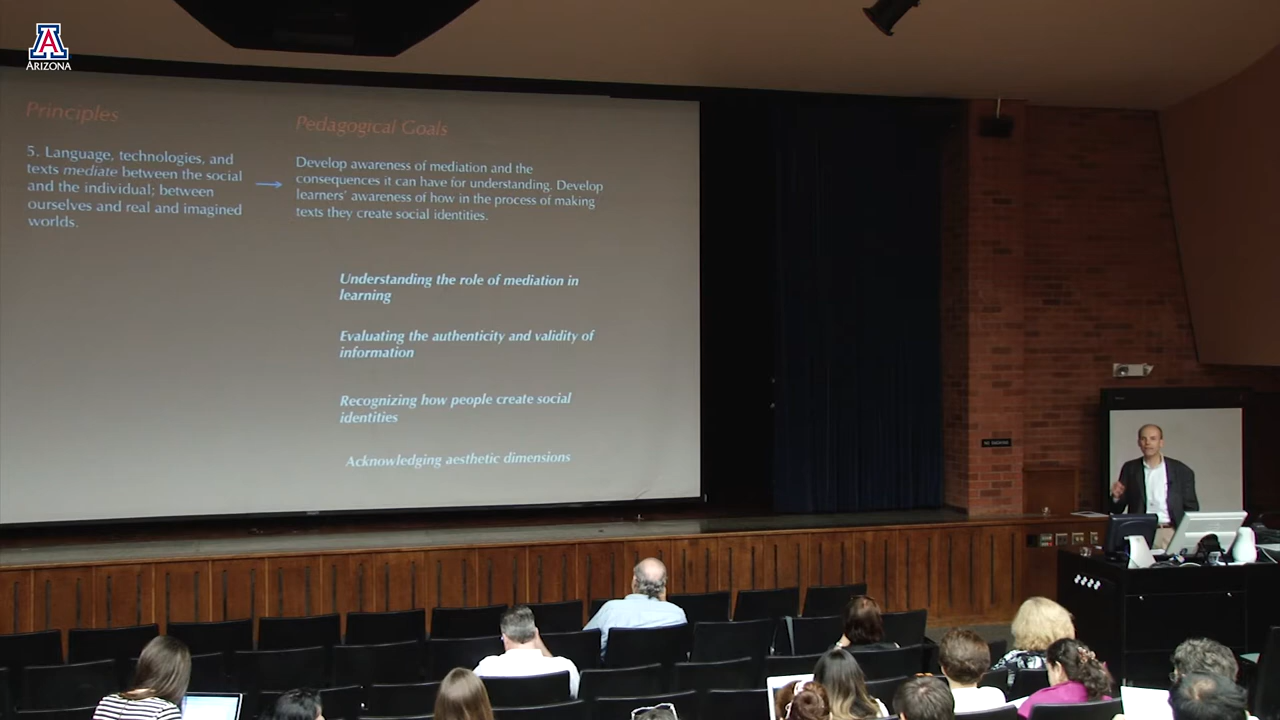 ARIZONA
Principles
5. Language, technologies, and
texts mediate between the social
and the individual; between
ourselves and real and imagined
worlds.
Pedagogical Goals
Develop awareness of mediation and the
consequences it can have for understanding. Develop
learners' awareness of how in the process of making
texts they create social identities.
Understanding the role of mediation in
learning
Evaluating the authenticity and validity of
information
Recognizing how people create social
identities
Acknowledging aesthetic dimensions
NO SMOKING